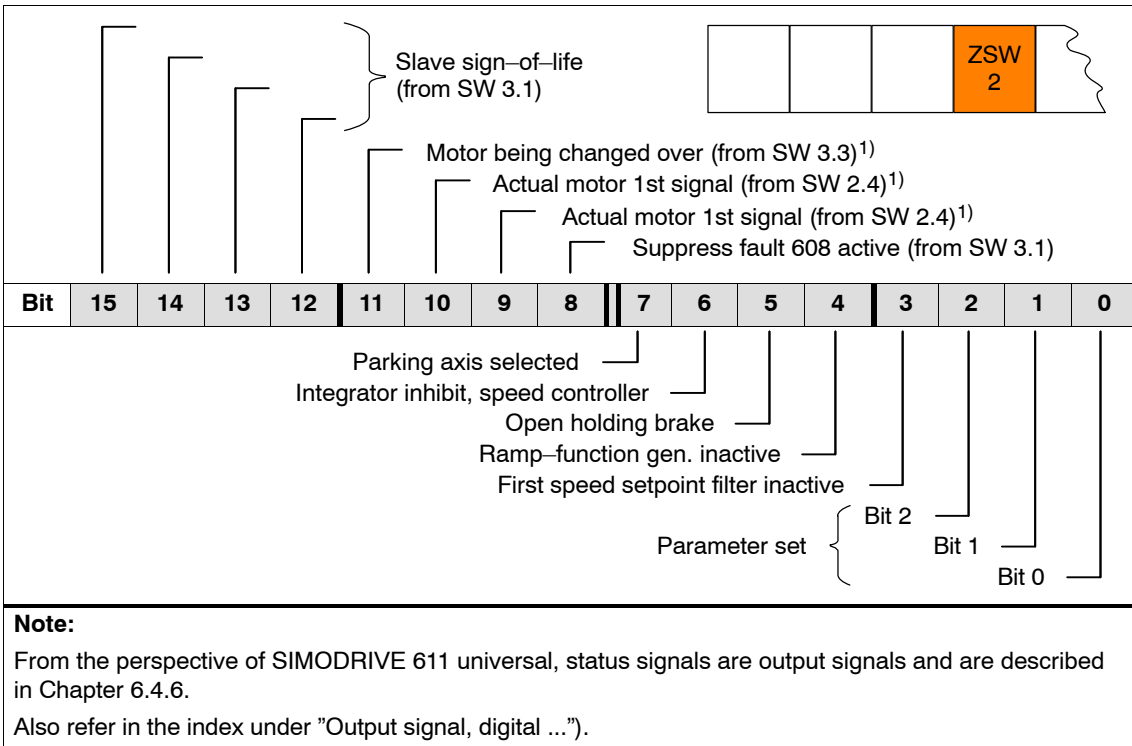 ZSW
2
Slave sign–of–life
(from SW 3.1)
Motor being changed over (from SW 3.3)1)
Actual motor 1st signal (from SW 2.4)1)
Actual motor 1st signal (from SW 2.4)1)
Suppress fault 608 active (from SW 3.1)
Bit 15 14 13 12 11 10 9 8 7 6 5 4 3 2 1 0
Parking axis selected
Integrator inhibit, speed controller
Open holding brake
Ramp–function gen. inactive
First speed setpoint filter inactive
Parameter set
Bit 2
Bit 1
Bit 0
Note:
From the perspective of SIMODRIVE 611 universal, status signals are output signals and are described
in Chapter 6.4.6.
Also refer in the index under ”Output signal, digital ...”).